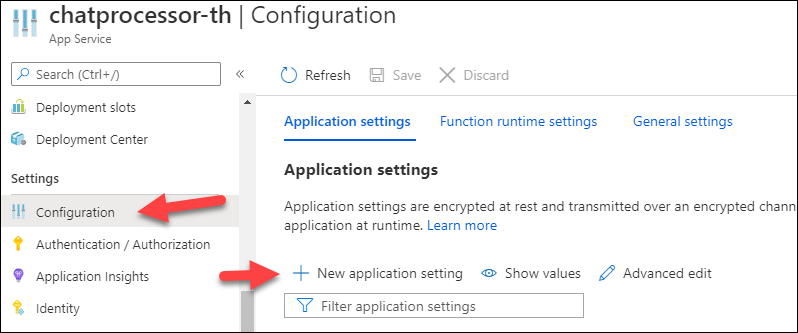 chatprocessor-th | Configuration
App Service
Search (Ctrl+/)
«
Deployment slots
Deployment Center
Settings
Configuration
Authentication / Authorization
Application Insights
Identity
Refresh
Save
Discard
Application settings
Function runtime settings
General settings
Application settings
Application settings are encrypted at rest and transmitted over an encrypted
application at runtime. Learn more
New application setting
Show values
Advanced edit
Filter application settings